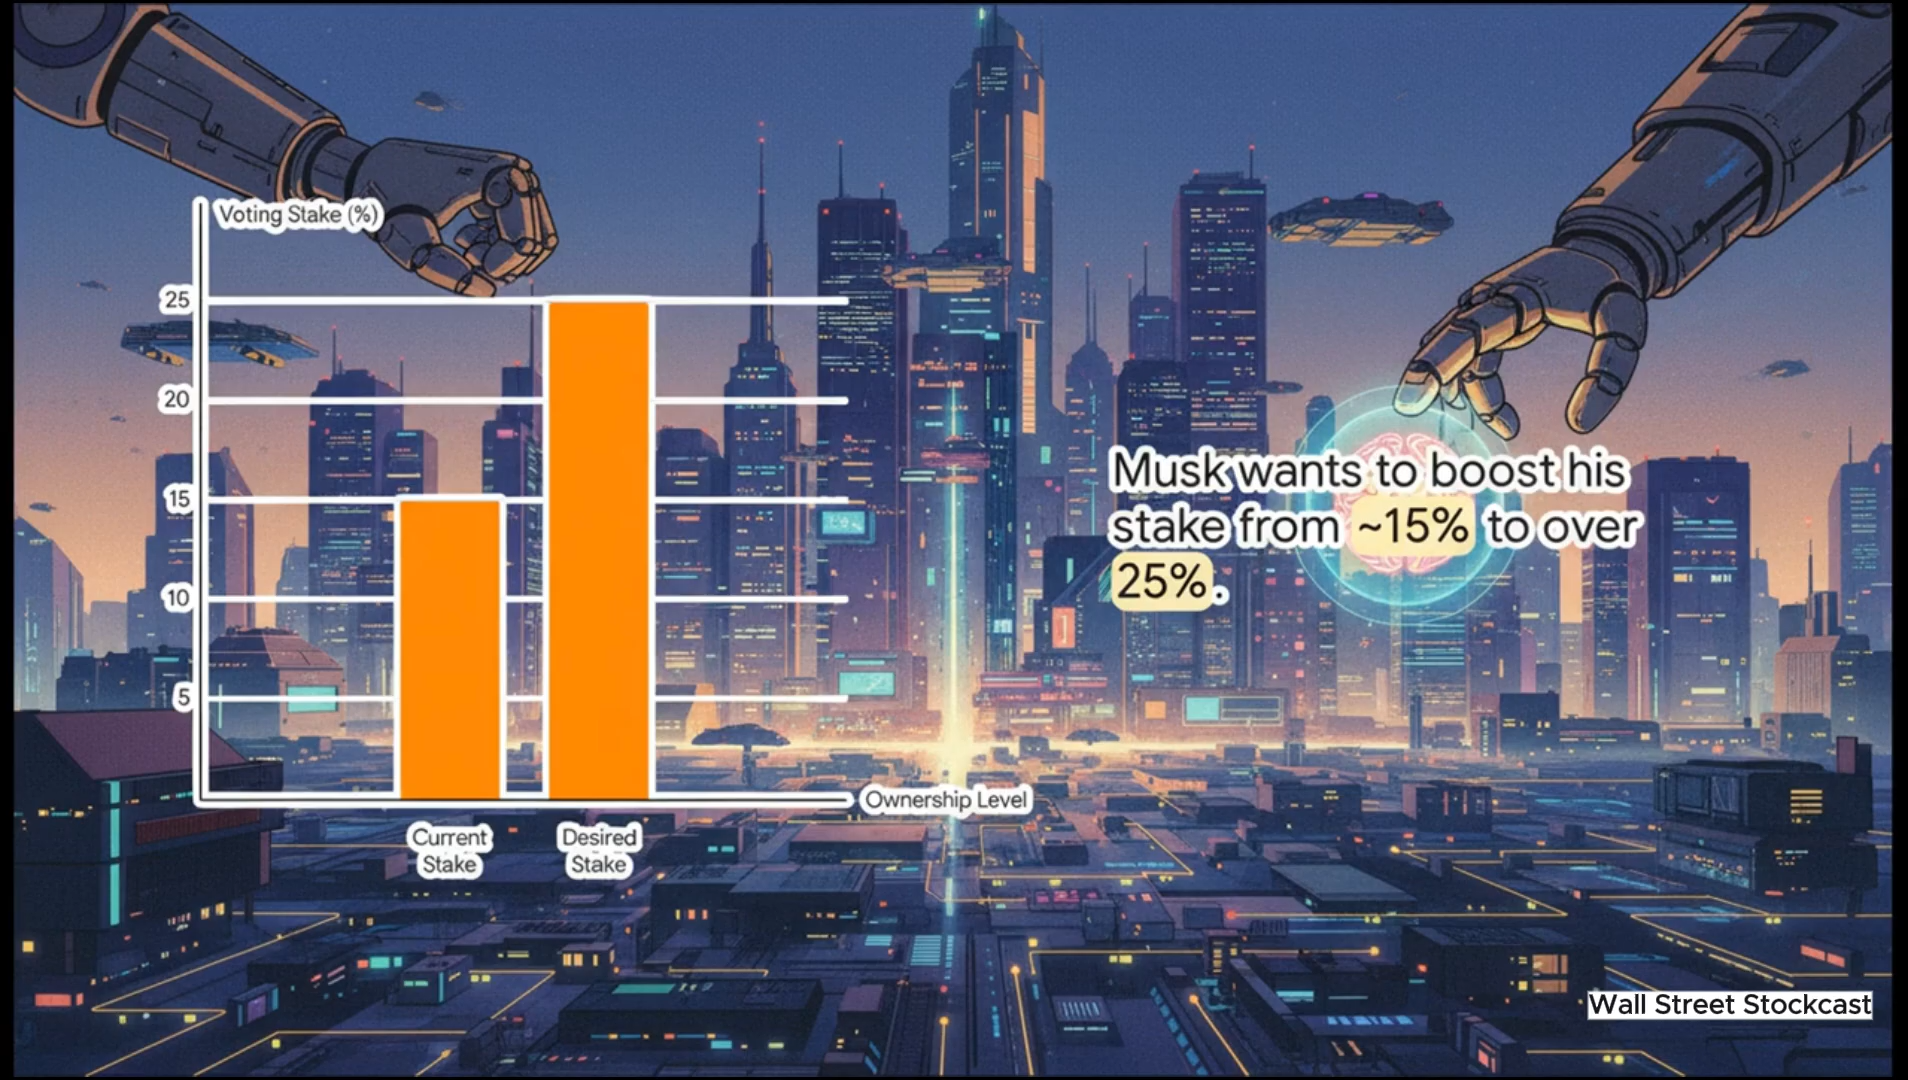 Voting Stake (%)
25
20
15
10
5
Ownership Level
Current
Stake
Desired
Stake
Musk wants to boost his
stake from ~15% to over
25%.
Wall Street Stockcast